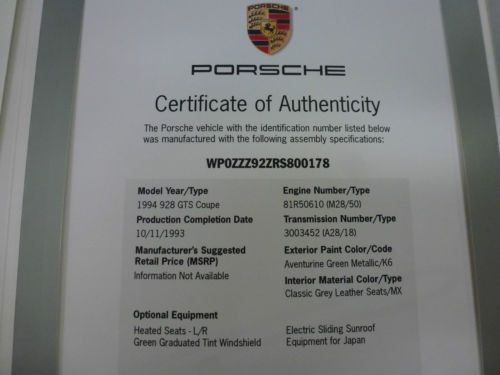 PORSCHE
PORSCHE
Certificate of Authenticity
The Porsche vehicle with the identification number listed below
was manufactured with the following assembly specifications:
WP0ZZZ92ZRS800178
Model Year/Type
1994 928 GTS Coupe
Production Completion Date
10/11/1993
Manufacturer's Suggested
Retail Price (MSRP)
Information Not Available
Engine Number/Type
81R50610 (M28/50)
Transmission Number/Type
3003452 (A28/18)
Exterior Paint Color/Code
Aventurine Green Metallic/K6
Interior Material Color/Type
Classic Grey Leather Seats/MX
Optional Equipment
Heated Seats - L/R
Green Graduated Tint Windshield
Electric Sliding Sunroof
Equipment for Japan